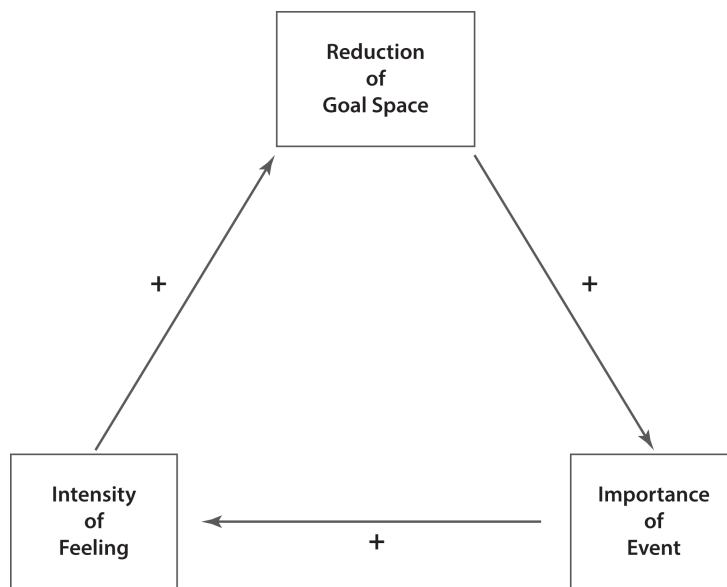 Reduction
of
Goal Space
+
+
Intensity
of
Feeling
+
Importance
of
Event